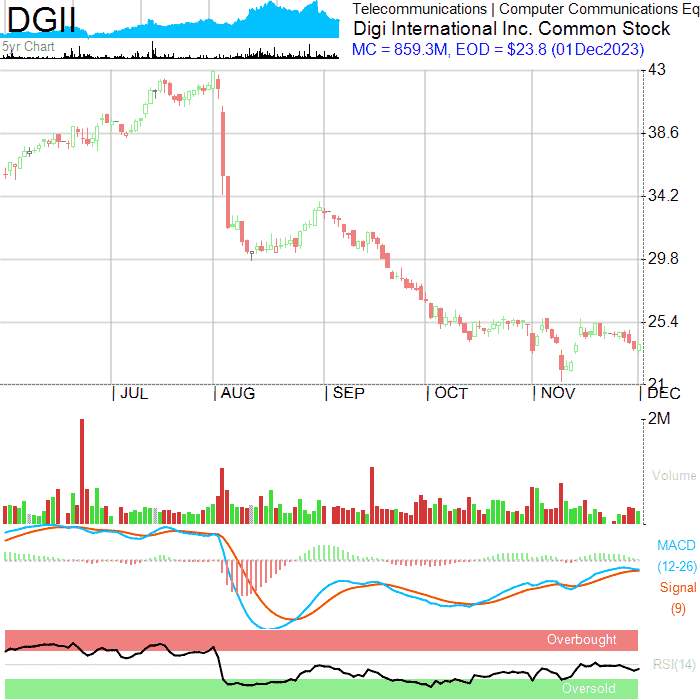 DGII
5yr Chart
Telecommunications | Computer Communications Eq
Digi International Inc. Common Stock
MC = 859.3M, EOD = $23.8 (01Dec2023)
43
38.6
34.2
29.8
25.4
21
JUL
AUG
SEP
OCT
NOV
DEC
2M
Volume
MACD
(12-26)
Signal
(9)
Overbought
RSI(14)
Oversold